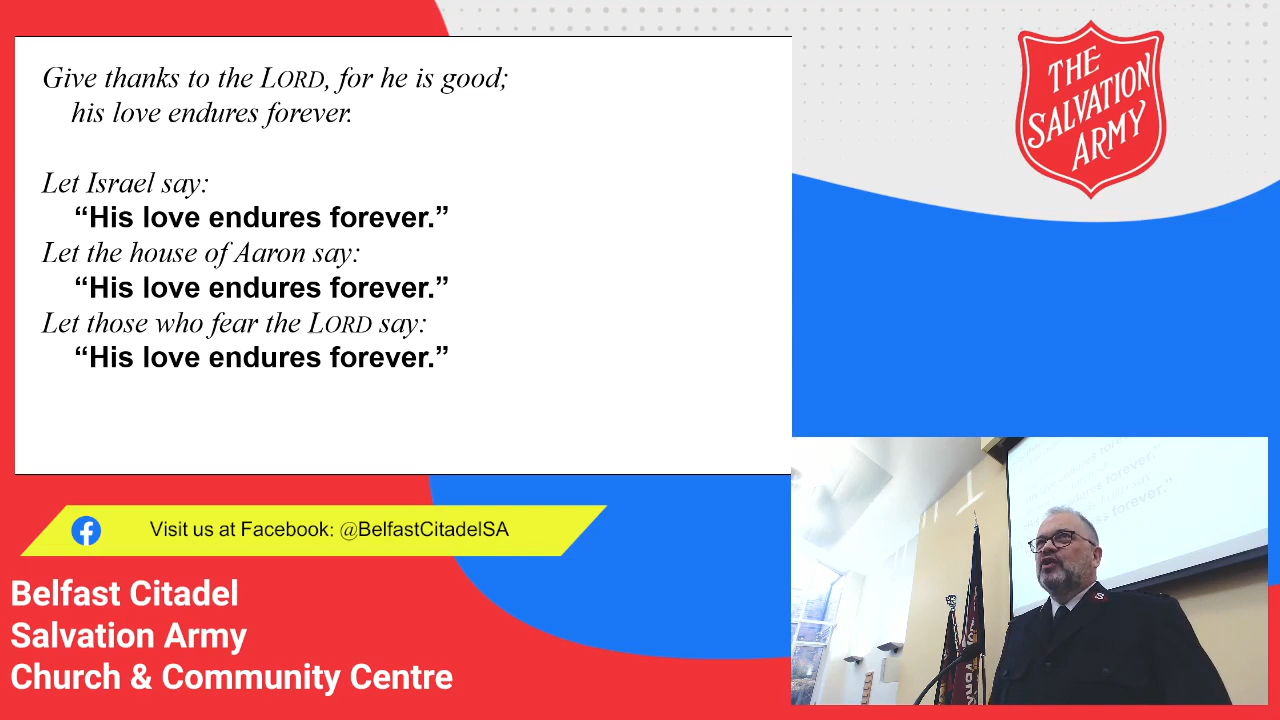 Give thanks to the LORD, for he is good;
his love endures forever.
Let Israel say:
“His love endures forever.”
Let the house of Aaron say:
“His love endures forever.”
Let those who fear the LORD say:
“His love endures forever.”
THE
SALVATION
ARMY
Visit us at Facebook: @BelfastCitadelSA
Belfast Citadel
Salvation Army
Church & Community Centre